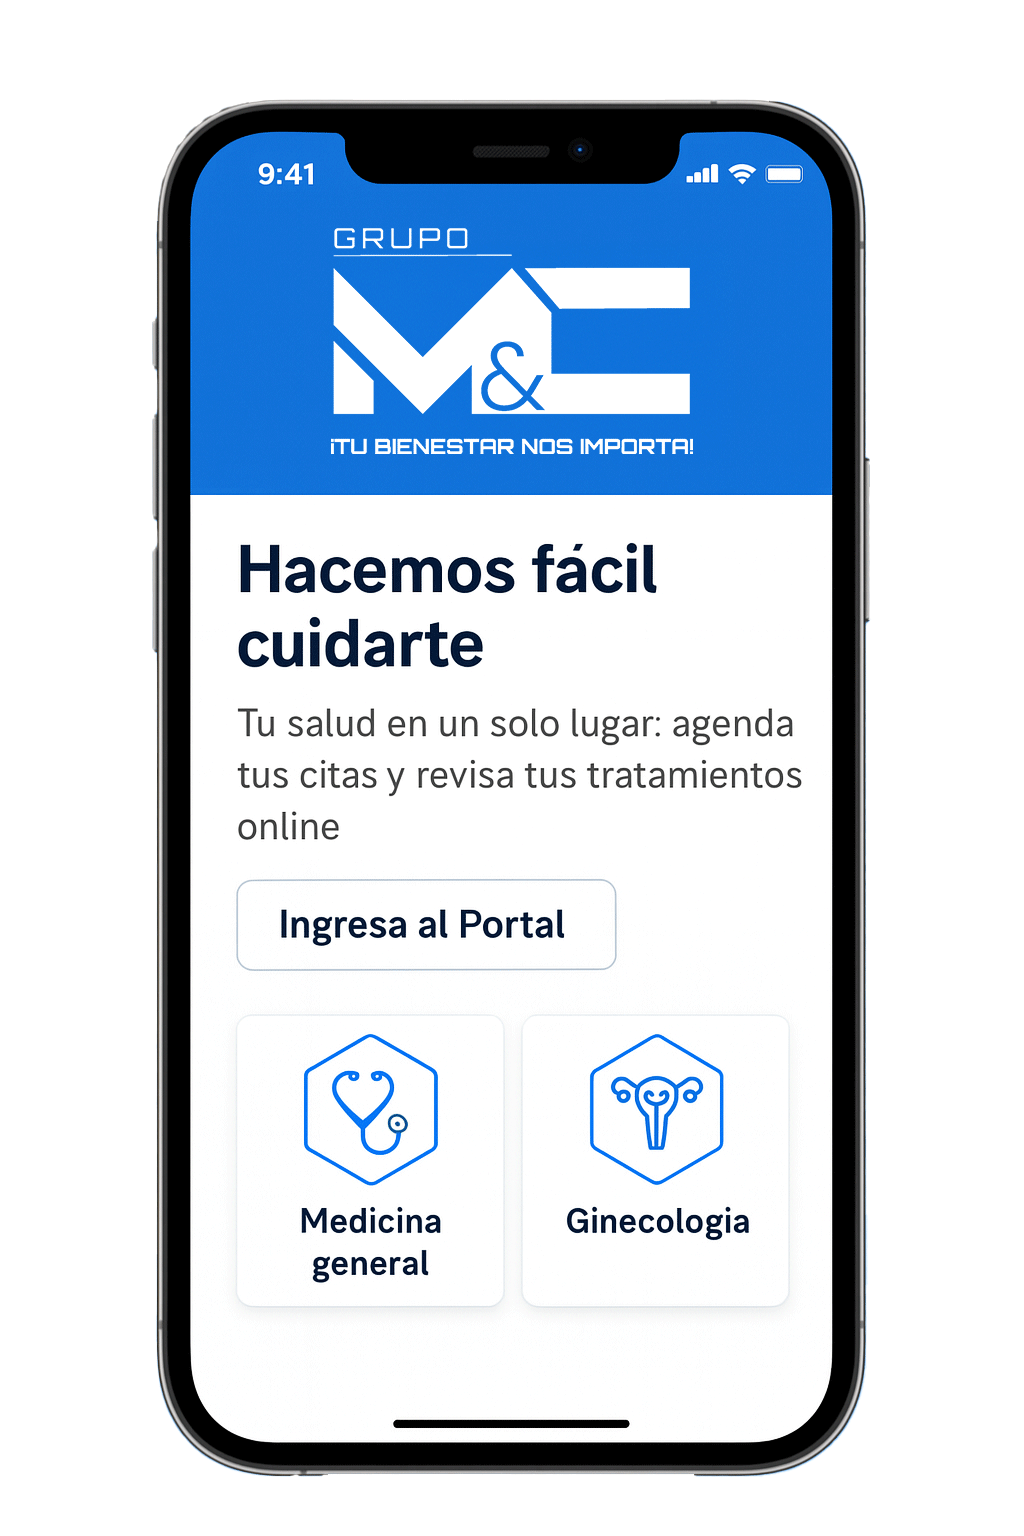 9:41
GRUPO
M&C
¡TU BIENESTAR NOS IMPORTA!
Hacemos fácil
cuidarte
Tu salud en un solo lugar: agenda
tus citas y revisa tus tratamientos
online
Ingresa al Portal
Medicina
general
Ginecologia